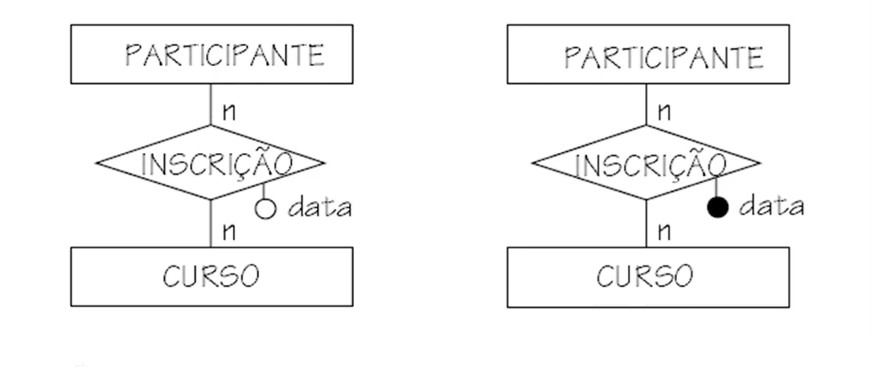 PARTICIPANTE
n
INSCRIÇÃO
data
n
CURSO
PARTICIPANTE
n
INSCRIÇÃO
data
n
CURSO